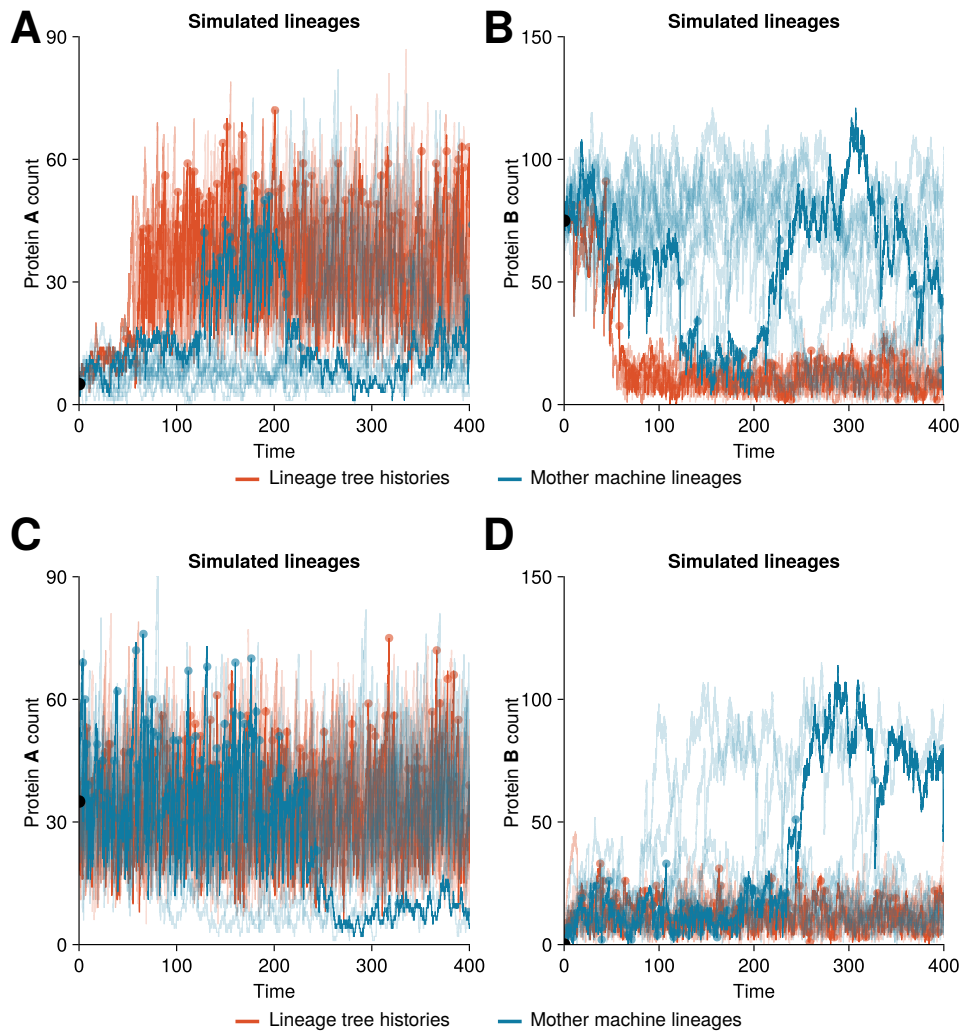 A
Simulated lineages
90
60
30
0
Protein A count
0
100
200
300
400
Time
B
Simulated lineages
150
100
50
0
Protein B count
0
100
200
300
400
Time
Lineage tree histories
Mother machine lineages
C
Simulated lineages
90
60
30
0
Protein A count
0
100
200
300
400
Time
D
Simulated lineages
150
100
50
0
Protein B count
0
100
200
300
400
Time
Lineage tree histories
Mother machine lineages